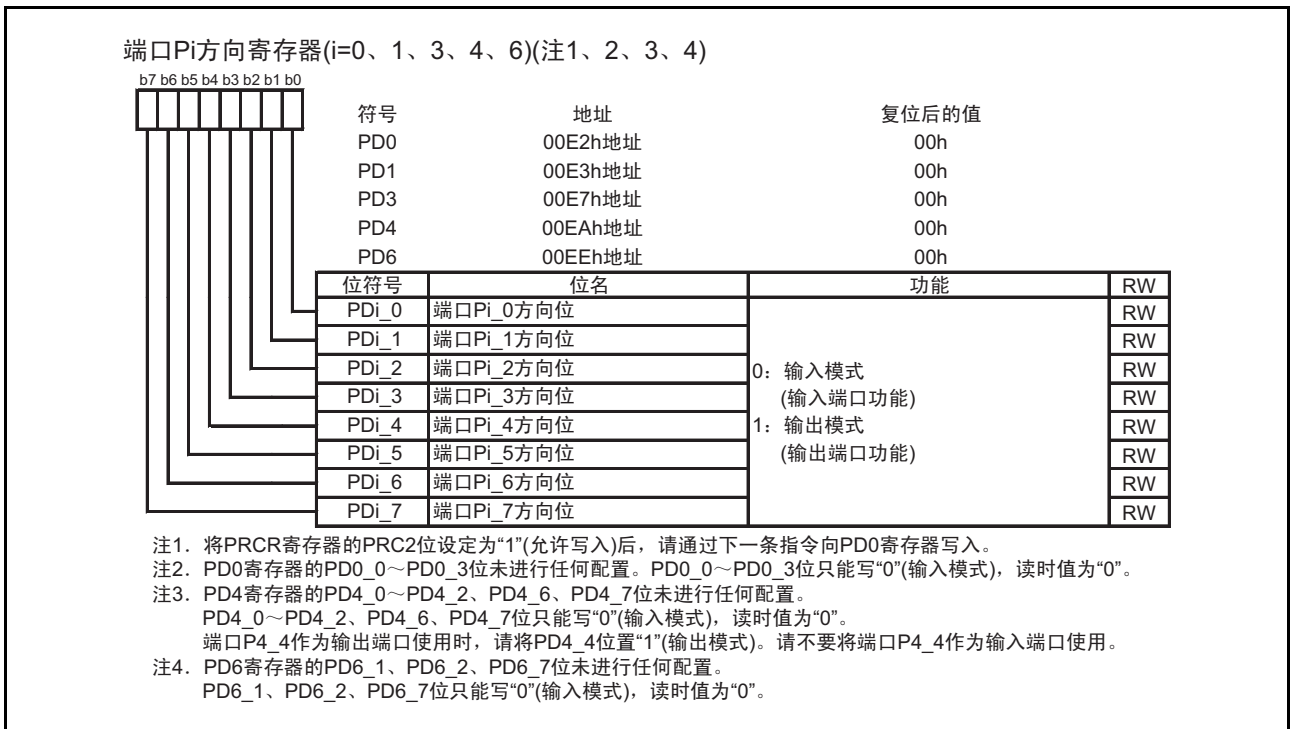 端口Pi方向寄存器(i=0、1、3、4、6)(注1、2、3、4)
b7 b6 b5 b4 b3 b2 b1 b0
符号 地址 复位后的值
PD0 00E2h地址 00h
PD1 00E3h地址 00h
PD3 00E7h地址 00h
PD4 00EAh地址 00h
PD6 00EEh地址 00h
位符号 位名 功能 RW
PDi_0 端口Pi_0方向位 RW
PDi_1 端口Pi_1方向位 RW
PDi_2 端口Pi_2方向位 0：输入模式 RW
PDi_3 端口Pi_3方向位 (输入端口功能) RW
PDi_4 端口Pi_4方向位 1：输出模式 RW
PDi_5 端口Pi_5方向位 (输出端口功能) RW
PDi_6 端口Pi_6方向位 RW
PDi_7 端口Pi_7方向位 RW
注1．将PRCR寄存器的PRC2位设定为“1”(允许写入)后，请通过下一条指令向PD0寄存器写入。
注2．PD0寄存器的PD0_0～PD0_3位未进行任何配置。PD0_0～PD0_3位只能写“0”(输入模式)，读时值为“0”。
注3．PD4寄存器的PD4_0～PD4_2、PD4_6、PD4_7位未进行任何配置。
PD4_0～PD4_2、PD4_6、PD4_7位只能写“0”(输入模式)，读时值为“0”。
端口P4_4作为输出端口使用时，请将PD4_4位置“1”(输出模式)。请不要将端口P4_4作为输入端口使用。
注4．PD6寄存器的PD6_1、PD6_2、PD6_7位未进行任何配置。
PD6_1、PD6_2、PD6_7位只能写“0”(输入模式)，读时值为“0”。